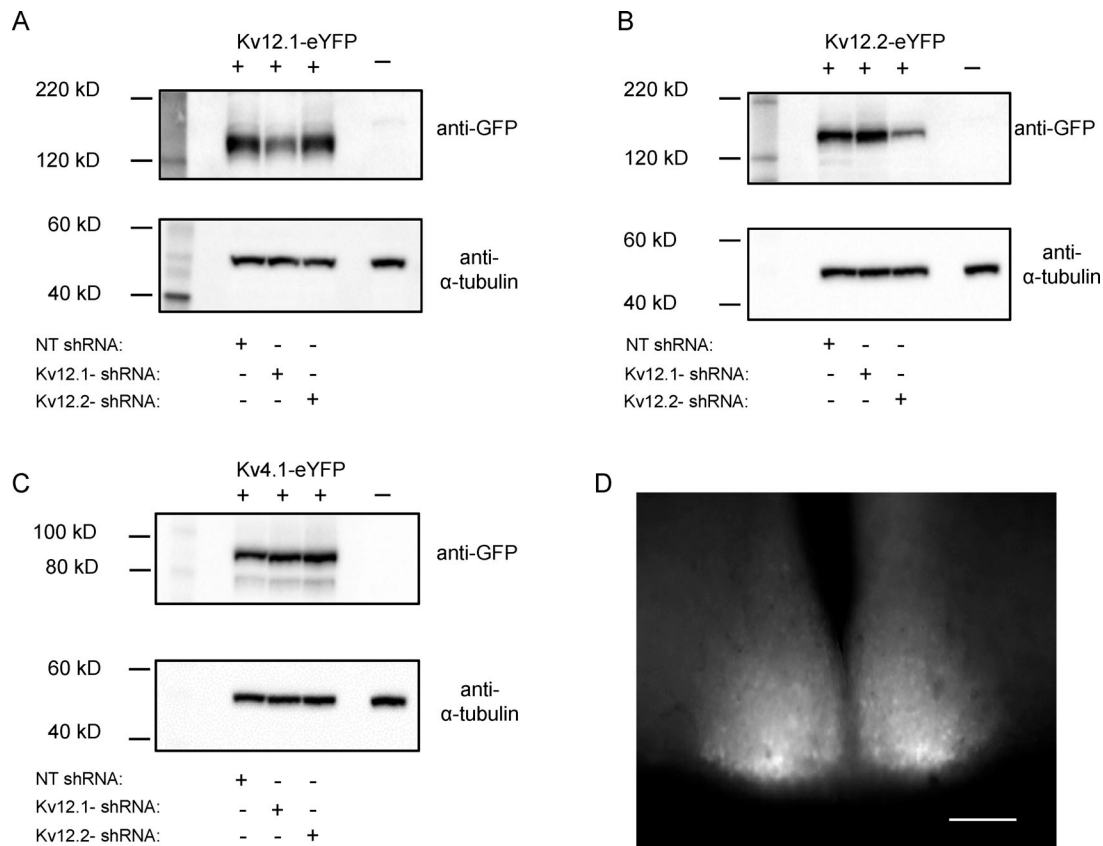 A
Kv12.1-eYFP
+ + + –
220 kD
120 kD
anti-GFP
60 kD
40 kD
anti-
α-tubulin
NT shRNA: + - -
Kv12.1- shRNA: - + -
Kv12.2- shRNA: - - +
B
Kv12.2-eYFP
+ + + –
220 kD
120 kD
anti-GFP
60 kD
40 kD
anti-
α-tubulin
NT shRNA: + - -
Kv12.1- shRNA: - + -
Kv12.2- shRNA: - - +
C
Kv4.1-eYFP
+ + + –
100 kD
80 kD
anti-GFP
60 kD
40 kD
anti-
α-tubulin
NT shRNA: + - -
Kv12.1- shRNA: - + -
Kv12.2- shRNA: - - +
D